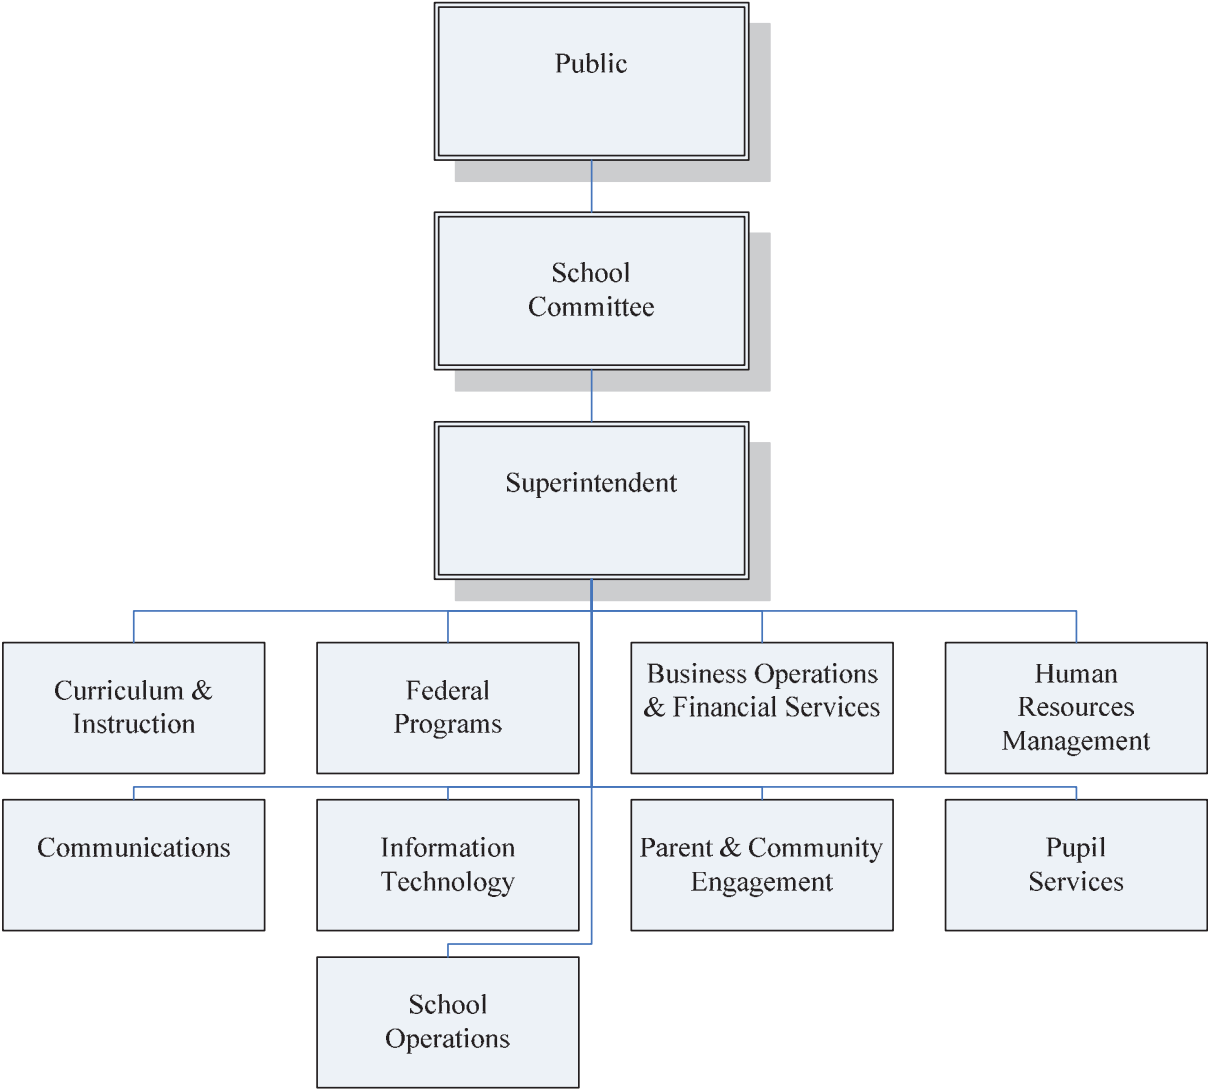 Public
School
Committee
Superintendent
Curriculum &
Instruction
Federal
Programs
Business Operations
& Financial Services
Human
Resources
Management
Communications
Information
Technology
Parent & Community
Engagement
Pupil
Services
School
Operations